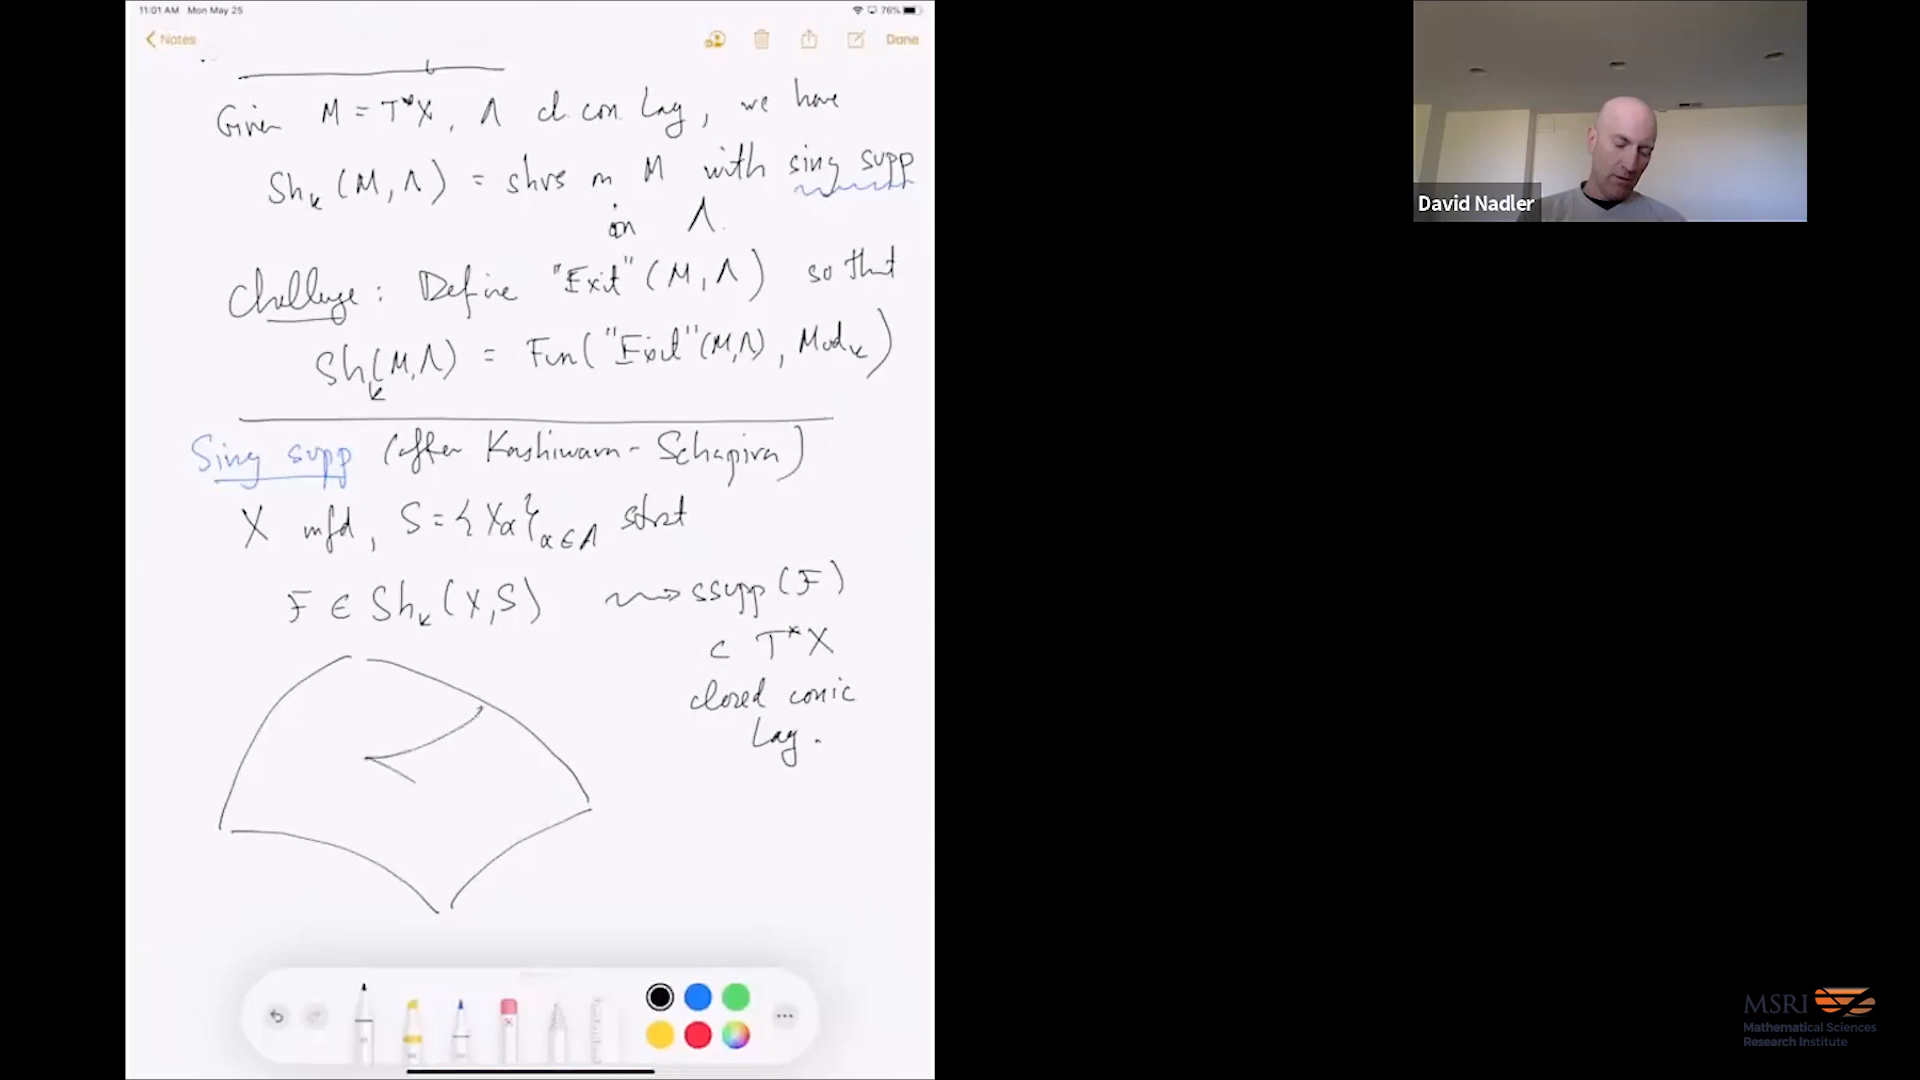 11:01 AM Mon May 25
76%
Notes
Done
Given M = T*X, Λ cl. con. Lag, we have
Sh_k (M, Λ) = shvs on M with sing supp
in Λ.
Challenge: Define "Exit" (M, Λ) so that
Sh_k(M, Λ) = Fun("Exit"(M, Λ), Mod_k)
Sing supp (after Kashiwara-Schapira)
X mfd, S = {X_α}_{α∈A} strat
F ∈ Sh_k (X, S) ⇝ ssupp (F)
⊂ T*X
closed conic
Lag.
David Nadler
MSRI
Mathematical Sciences
Research Institute